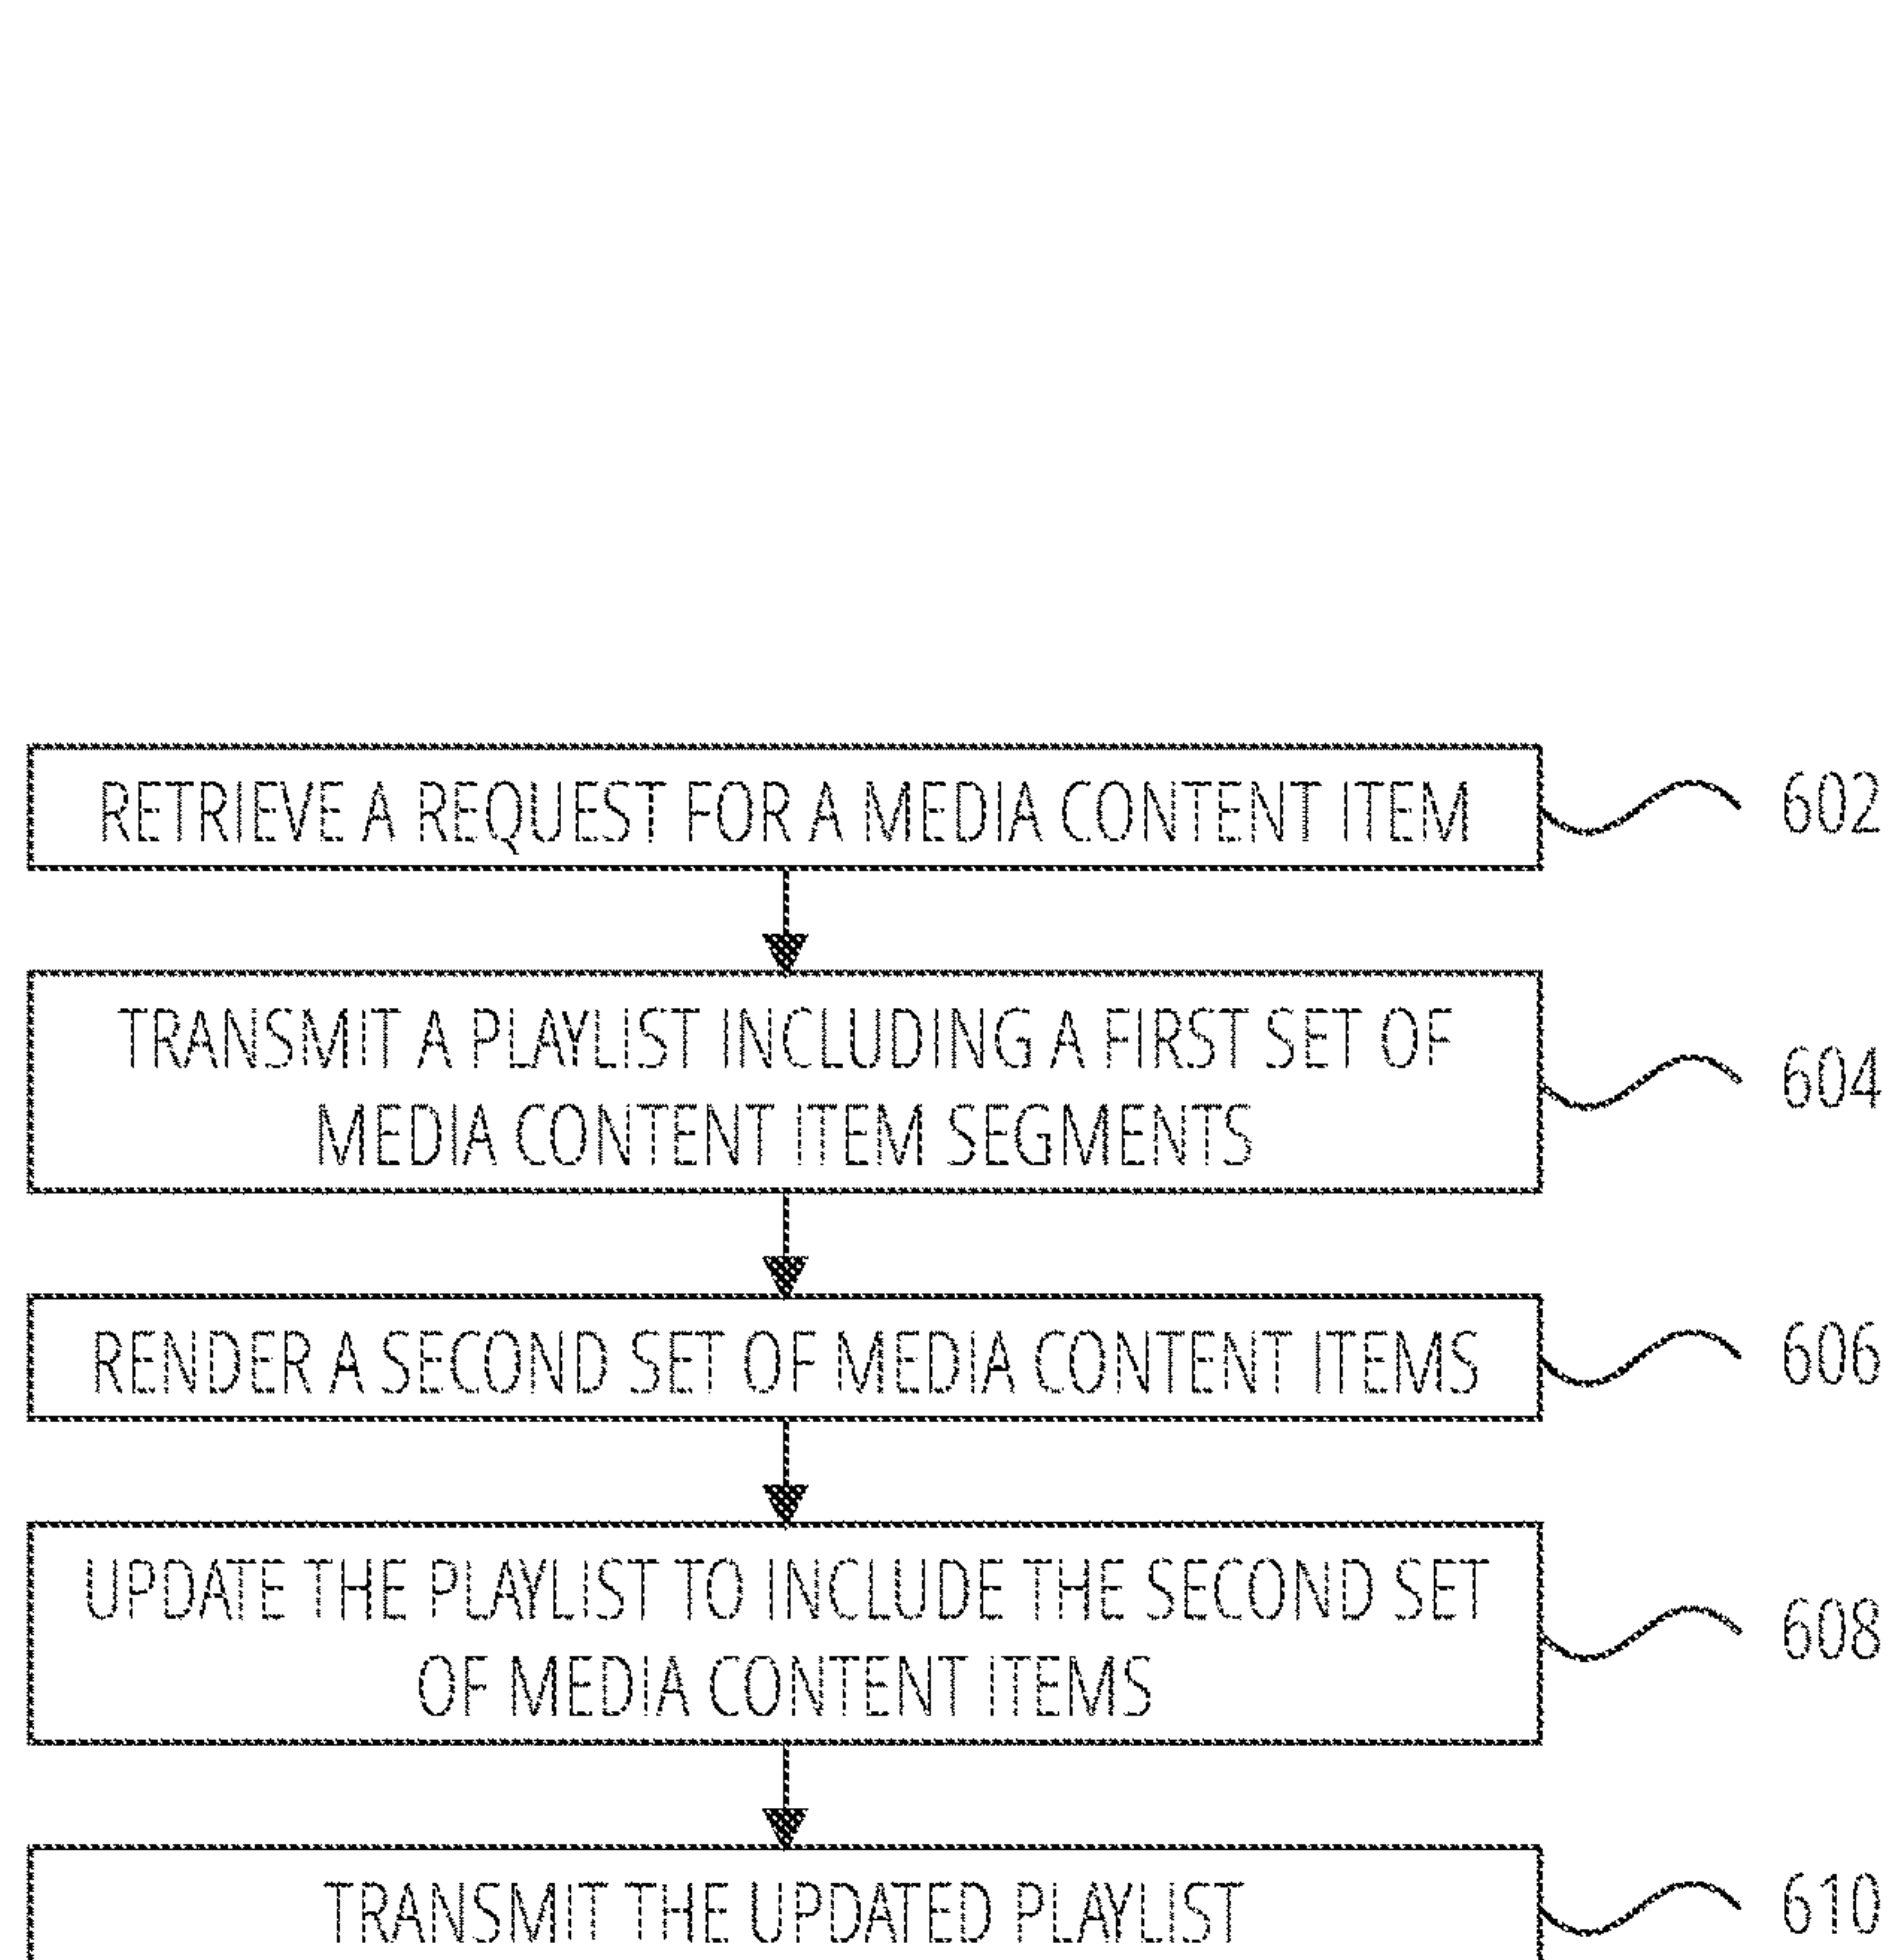 RETRIEVE A REQUEST FOR A MEDIA CONTENT ITEM
602
TRANSMIT A PLAYLIST INCLUDING A FIRST SET OF
MEDIA CONTENT ITEM SEGMENTS
604
RENDER A SECOND SET OF MEDIA CONTENT ITEMS
606
UPDATE THE PLAYLIST TO INCLUDE THE SECOND SET
OF MEDIA CONTENT ITEMS
608
TRANSMIT THE UPDATED PLAYLIST
610